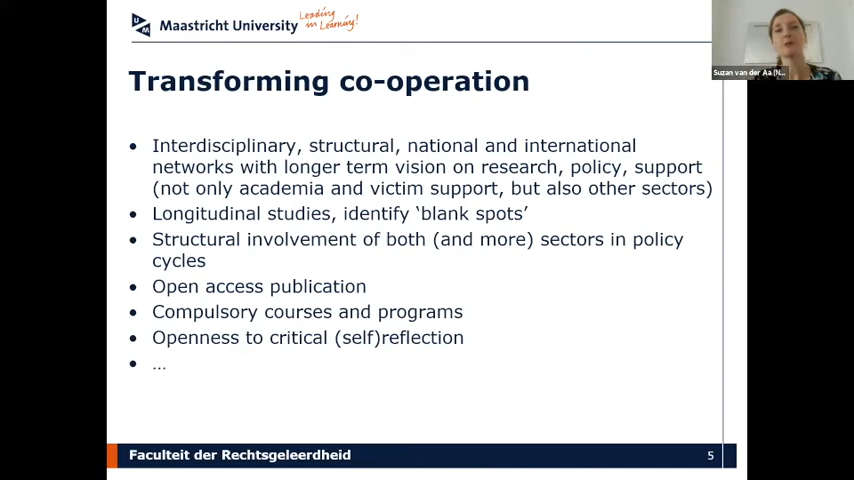 UM
Maastricht University
Leading
in Learning!
Suzan van der Aa (N...
Transforming co-operation
• Interdisciplinary, structural, national and international
networks with longer term vision on research, policy, support
(not only academia and victim support, but also other sectors)
• Longitudinal studies, identify ‘blank spots’
• Structural involvement of both (and more) sectors in policy
cycles
• Open access publication
• Compulsory courses and programs
• Openness to critical (self)reflection
• …
Faculteit der Rechtsgeleerdheid
5